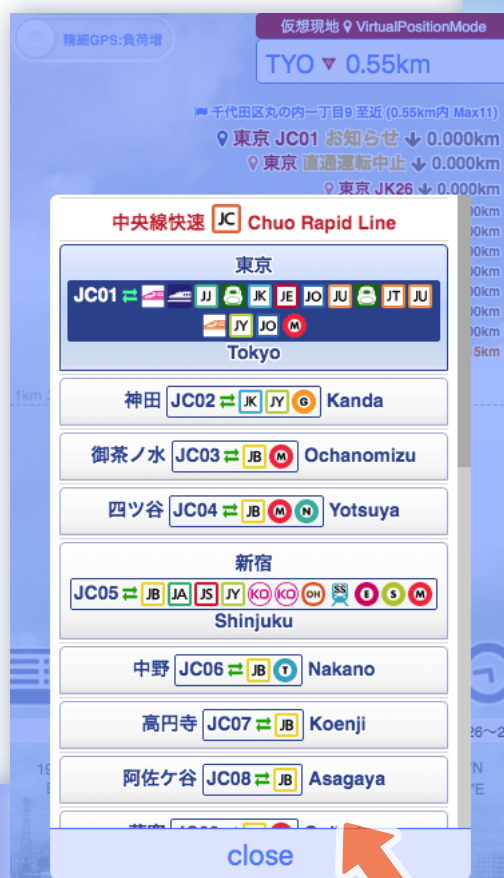 仮想現地 VirtualPositionMode
精細GPS:負荷増
TYO ▼ 0.55km
千代田区丸の内一丁目9 至近 (0.55km内 Max11)
東京 JC01 お知らせ ↓ 0.000km
東京 直通運転中止 ↓ 0.000km
東京 JK26 ↓ 0.000km
中央線快速 JC Chuo Rapid Line
東京
JC01 ⇄ JJ JK JE JO JU JT JU
JY JO M
Tokyo
神田 JC02 ⇄ JK JY G Kanda
御茶ノ水 JC03 ⇄ JB M Ochanomizu
四ツ谷 JC04 ⇄ JB M N Yotsuya
新宿
JC05 ⇄ JB JA JS JY KO KO OH SS E S M
Shinjuku
中野 JC06 ⇄ JB T Nakano
高円寺 JC07 ⇄ JB Koenji
阿佐ケ谷 JC08 ⇄ JB Asagaya
close